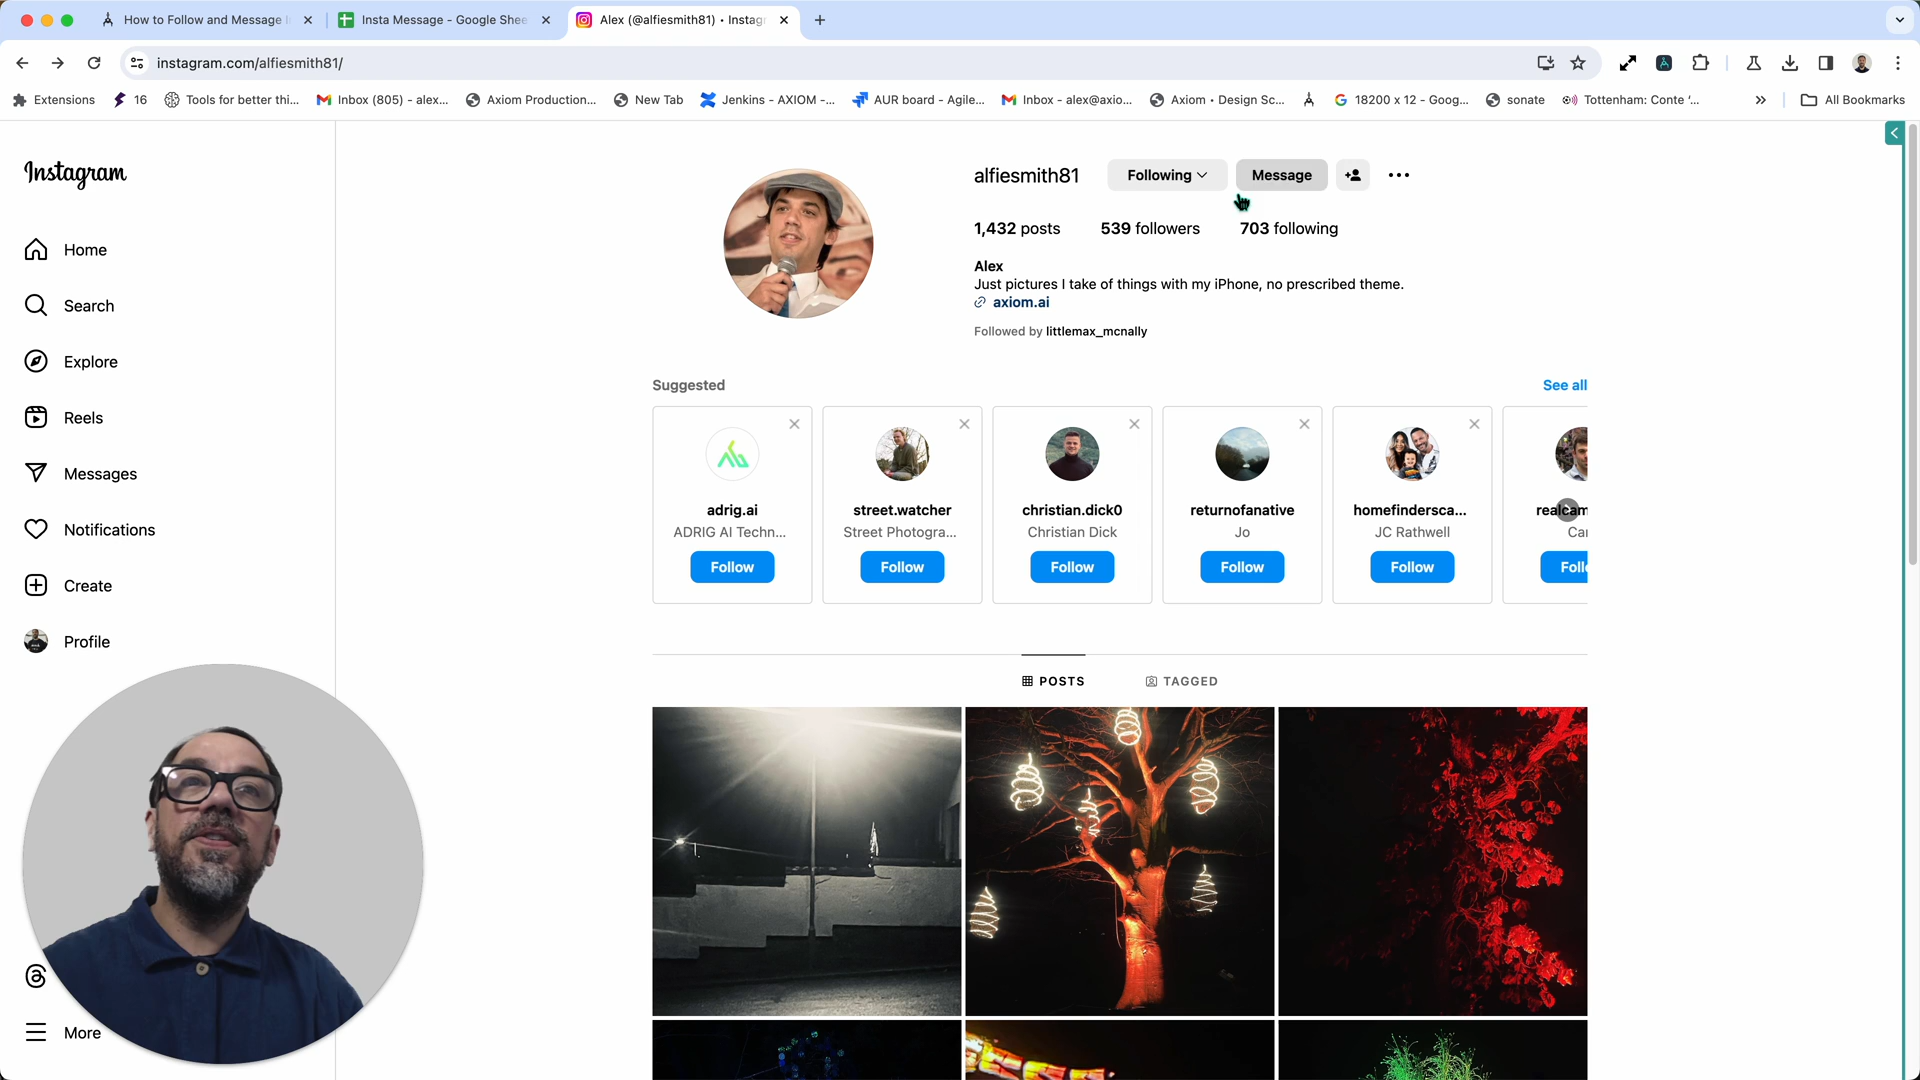 How to Follow and Message I
Insta Message - Google Shee
Alex (@alfiesmith81) • Instag
instagram.com/alfiesmith81/
Extensions
16
Tools for better thi...
Inbox (805) - alex...
Axiom Production...
New Tab
Jenkins - AXIOM -...
AUR board - Agile...
Inbox - alex@axio...
Axiom • Design Sc...
18200 x 12 - Goog...
sonate
Tottenham: Conte ‘...
All Bookmarks
Instagram
Home
Search
Explore
Reels
Messages
Notifications
Create
Profile
More
alfiesmith81
Following
Message
1,432 posts
539 followers
703 following
Alex
Just pictures I take of things with my iPhone, no prescribed theme.
axiom.ai
Followed by littlemax_mcnally
Suggested
See all
adrig.ai
ADRIG AI Techn...
Follow
street.watcher
Street Photogra...
Follow
christian.dick0
Christian Dick
Follow
returnofanative
Jo
Follow
homefindersca...
JC Rathwell
Follow
realcam
Car
Foll
POSTS
TAGGED